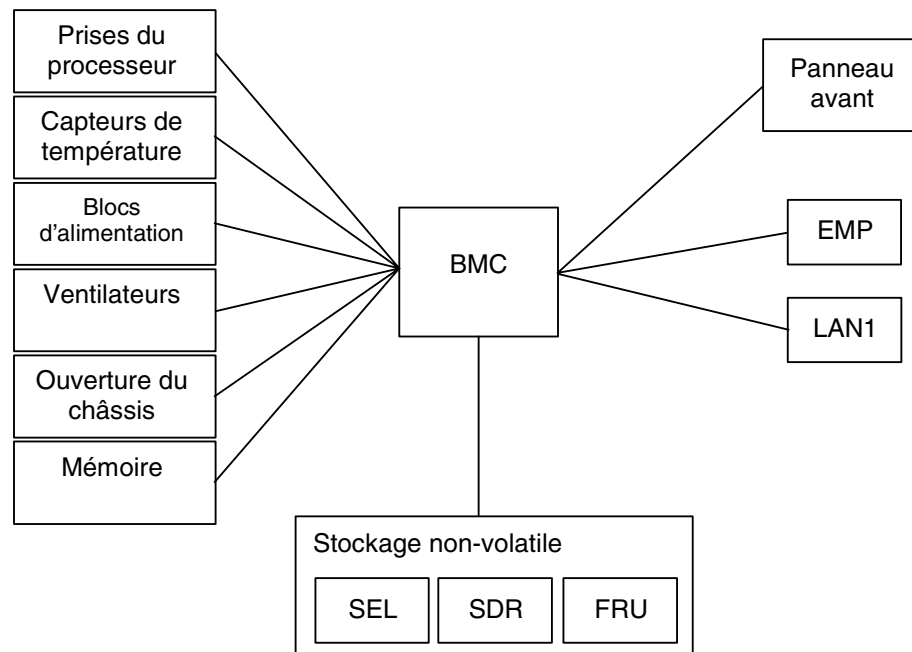 Prises du
processeur
Capteurs de
température
Blocs
d'alimentation
Ventilateurs
Ouverture du
châssis
Mémoire
BMC
Panneau
avant
EMP
LAN1
Stockage non-volatile
SEL
SDR
FRU